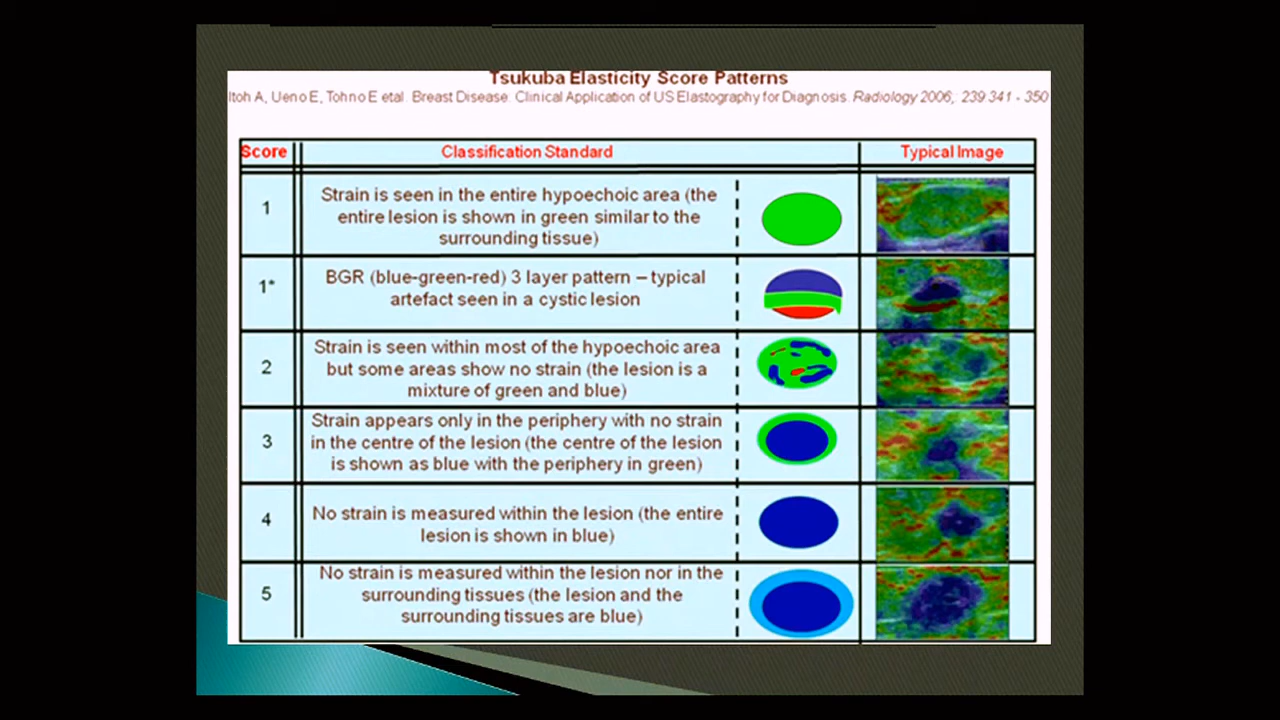 Tsukuba Elasticity Score Patterns
Itoh A, Ueno E, Tohno E etal. Breast Disease: Clinical Application of US Elastography for Diagnosis. Radiology 2006; 239 341 - 350
Score
Classification Standard
Typical Image
1
Strain is seen in the entire hypoechoic area (the
entire lesion is shown in green similar to the
surrounding tissue)
1*
BGR (blue-green-red) 3 layer pattern – typical
artefact seen in a cystic lesion
2
Strain is seen within most of the hypoechoic area
but some areas show no strain (the lesion is a
mixture of green and blue)
3
Strain appears only in the periphery with no strain
in the centre of the lesion (the centre of the lesion
is shown as blue with the periphery in green)
4
No strain is measured within the lesion (the entire
lesion is shown in blue)
5
No strain is measured within the lesion nor in the
surrounding tissues (the lesion and the
surrounding tissues are blue)